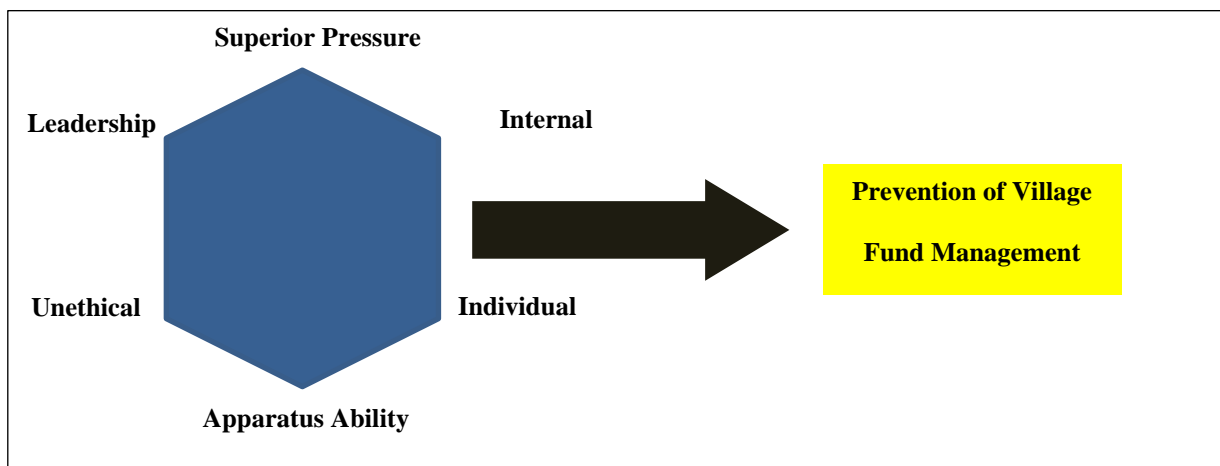 Superior Pressure
Leadership
Internal
Prevention of Village
Fund Management
Unethical
Individual
Apparatus Ability